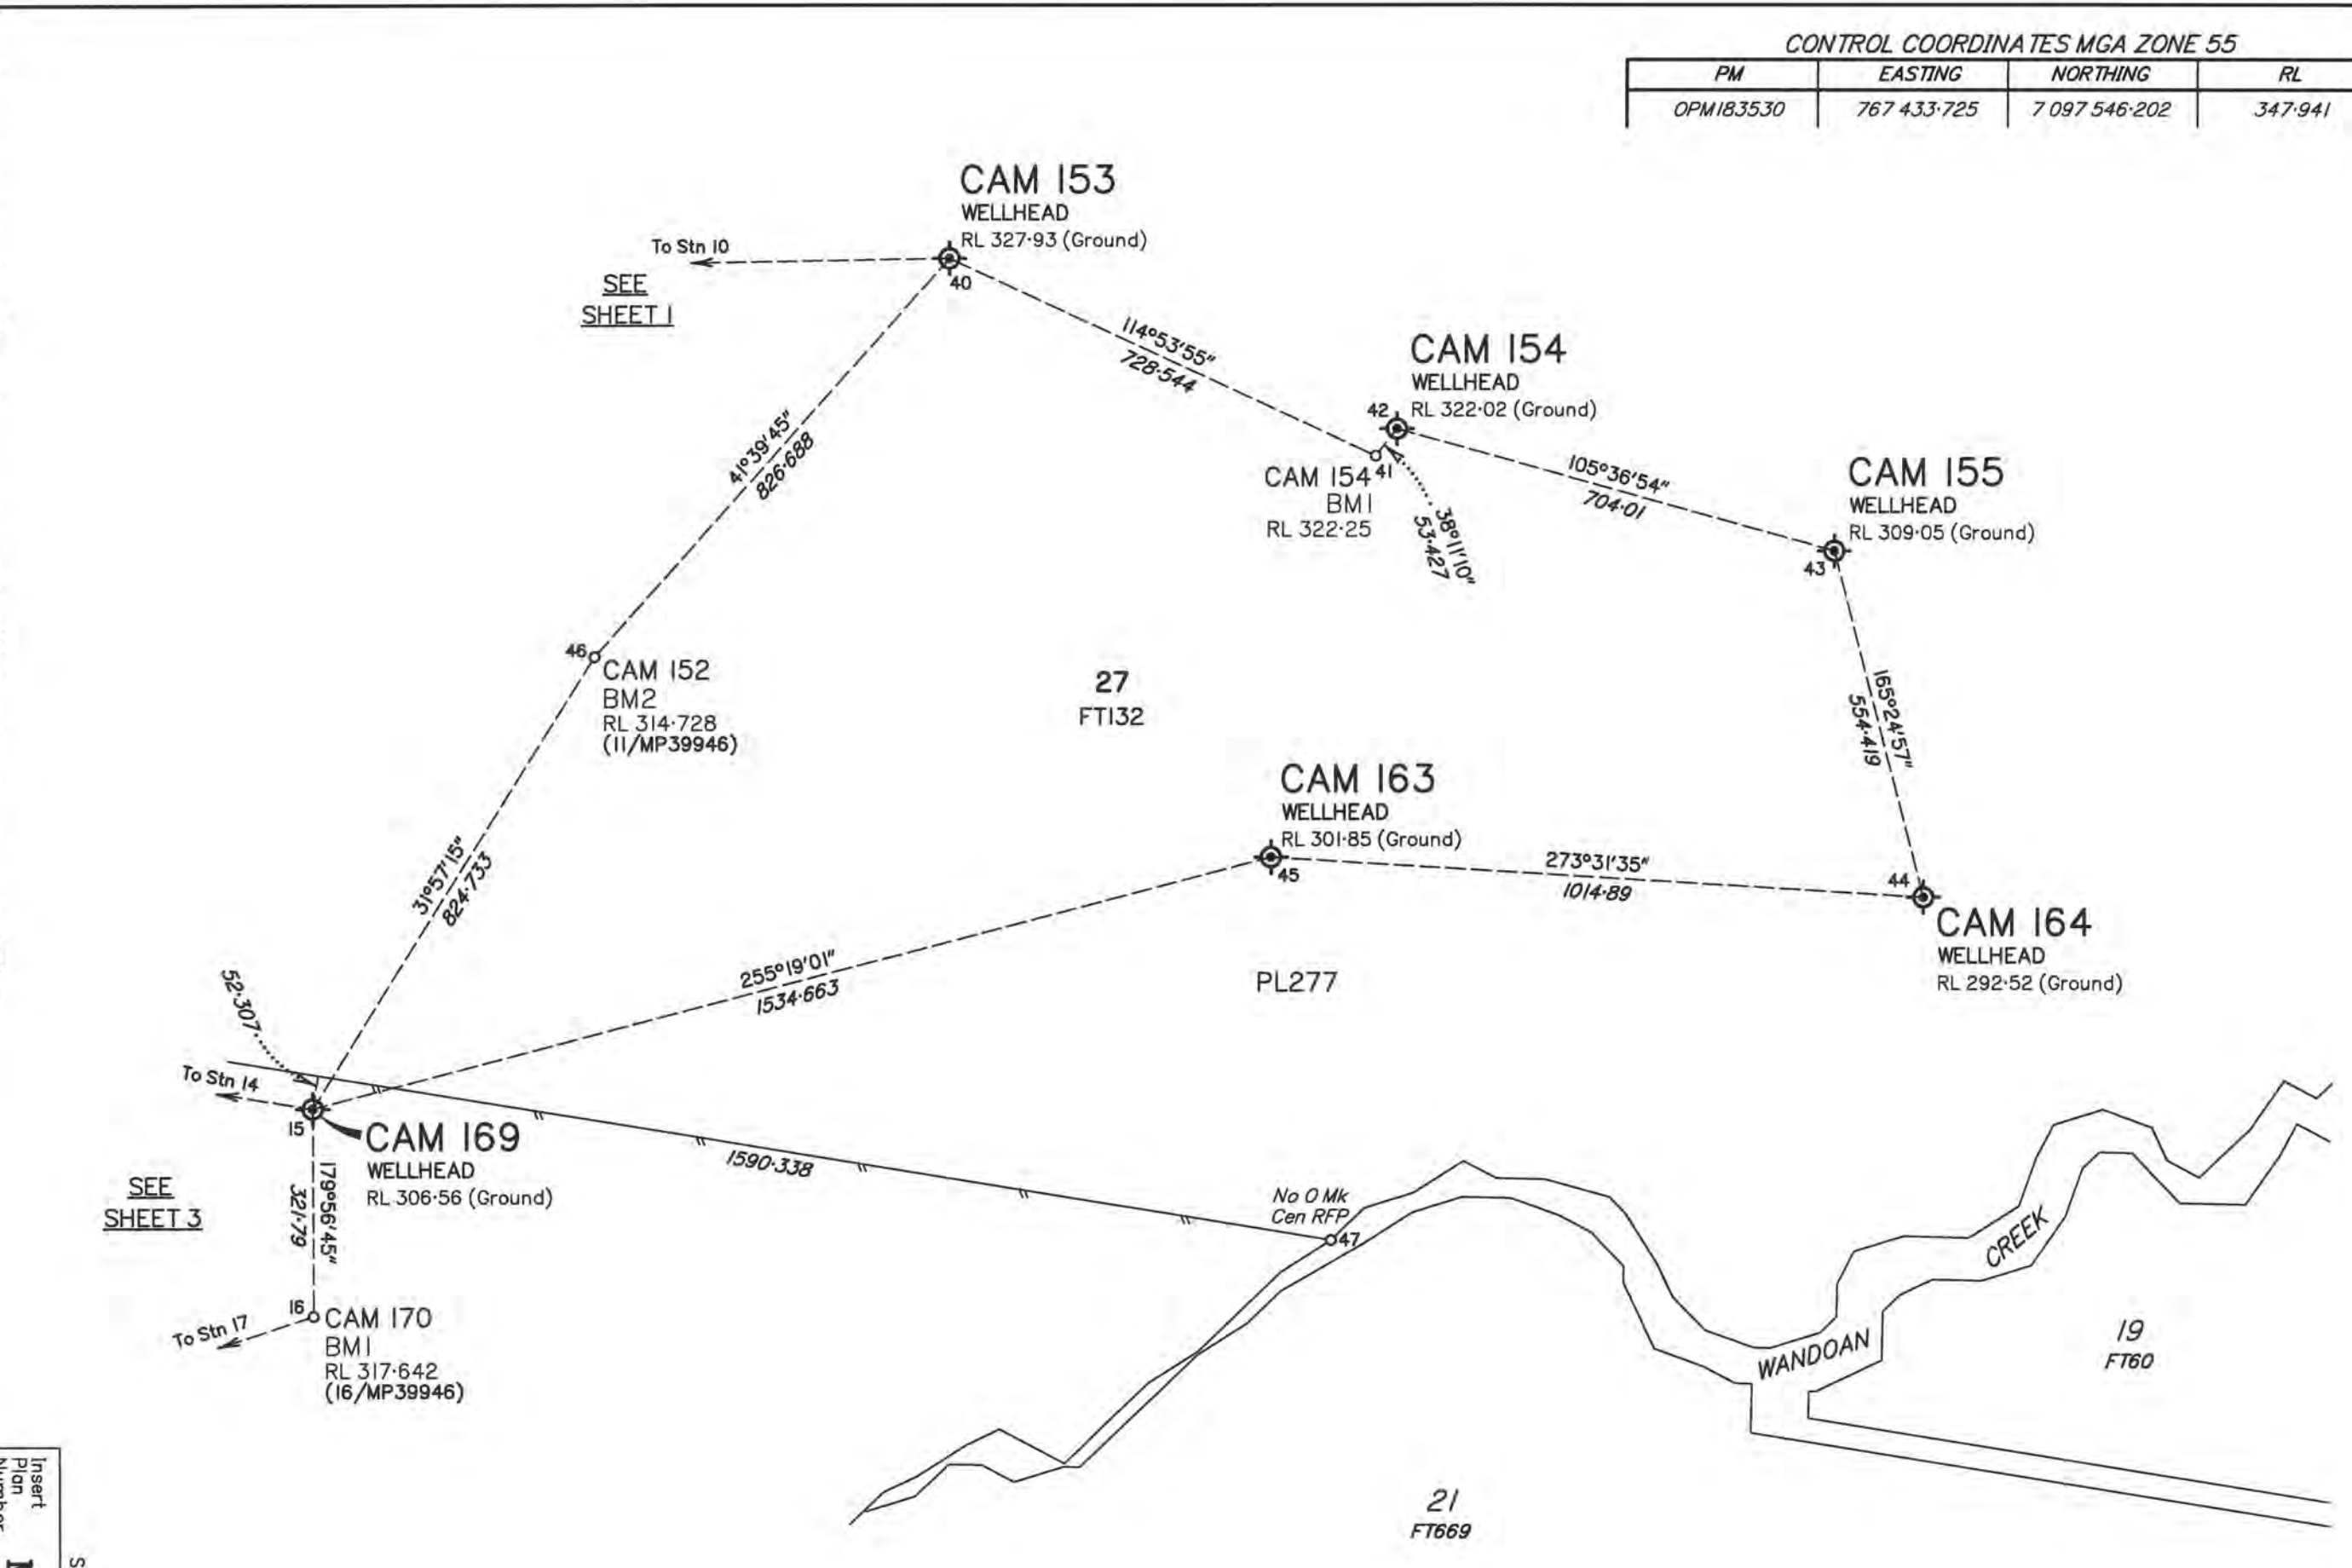 CONTROL COORDINATES MGA ZONE 55
PM EASTING NORTHING RL
OPM183530 767 433·725 7 097 546·202 347·941
CAM 153
WELLHEAD
RL 327·93 (Ground)
To Stn 10
40
SEE
SHEET 1
114°53'55"
728·544
CAM 154
WELLHEAD
42 RL 322·02 (Ground)
41°39'45"
826·688
CAM 154 41
BM1
RL 322·25
38°11'10"
53·427
105°36'54"
704·01
CAM 155
WELLHEAD
RL 309·05 (Ground)
43
46
CAM 152
BM2
RL 314·728
(11/MP39946)
27
FT132
165°24'57"
554·419
CAM 163
WELLHEAD
RL 301·85 (Ground)
45
273°31'35"
1014·89
44
CAM 164
WELLHEAD
RL 292·52 (Ground)
31°57'15"
824·733
255°19'01"
1534·663
PL277
52·307
To Stn 14
15
CAM 169
WELLHEAD
RL 306·56 (Ground)
1590·338
SEE
SHEET 3
179°56'45"
321·79
No O Mk
Cen RFP
47
16
CAM 170
BM1
RL 317·642
(16/MP39946)
To Stn 17
WANDOAN
CREEK
19
FT60
21
FT669
Insert
Plan
Number